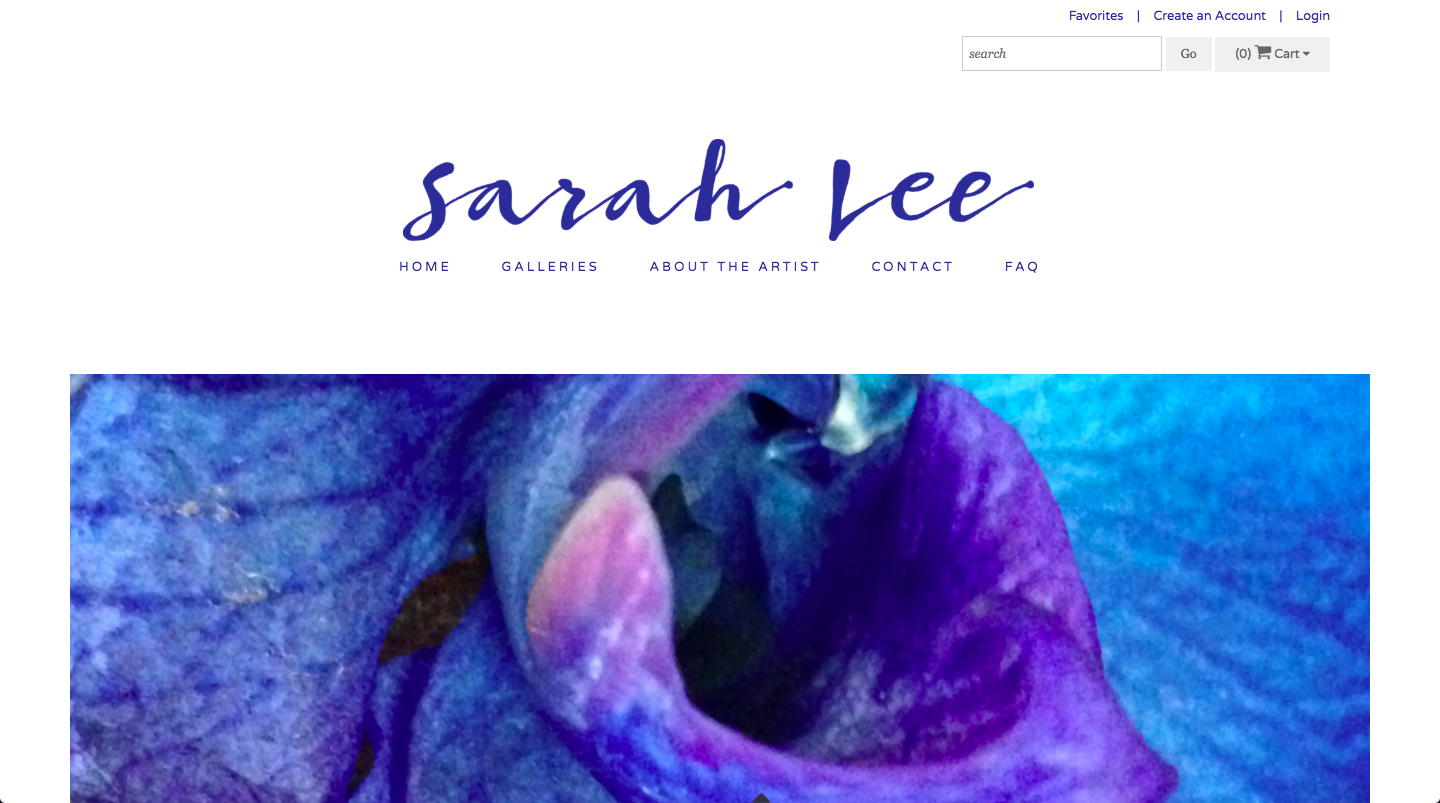 Favorites | Create an Account | Login
search Go (0) Cart
sarah lee
HOME GALLERIES ABOUT THE ARTIST CONTACT FAQ